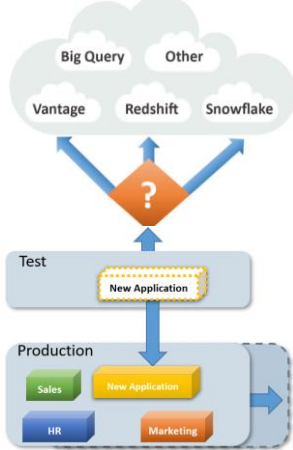 Big Query Other
Vantage Redshift Snowflake
?
Test
New Application
Production
Sales New Application
HR Marketing